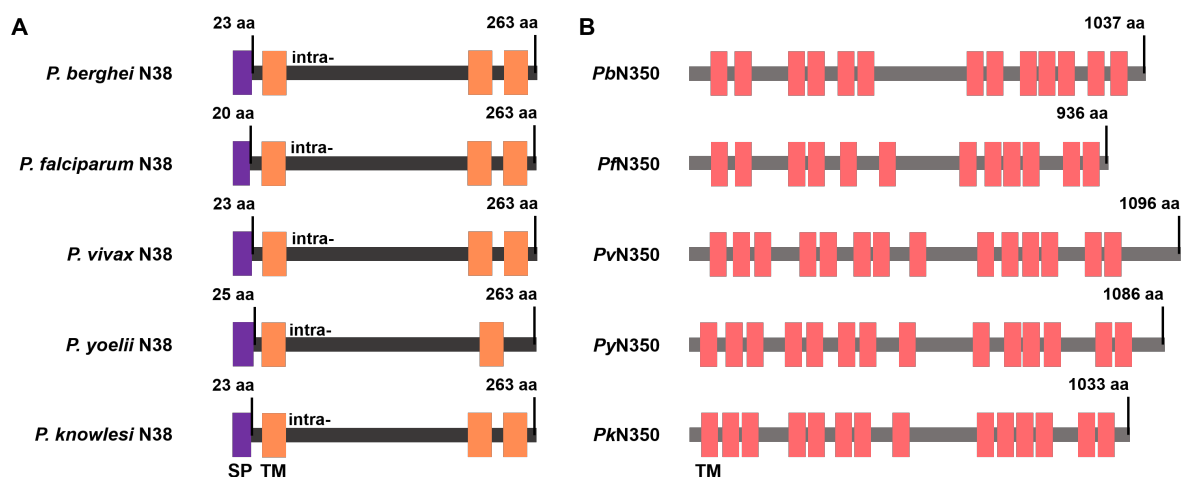 A
23 aa 263 aa
P. berghei N38 intra-
20 aa 263 aa
P. falciparum N38 intra-
23 aa 263 aa
P. vivax N38 intra-
25 aa 263 aa
P. yoelii N38 intra-
23 aa 263 aa
P. knowlesi N38 intra-
SP TM
B
1037 aa
PbN350
936 aa
PfN350
1096 aa
PvN350
1086 aa
PyN350
1033 aa
PkN350
TM